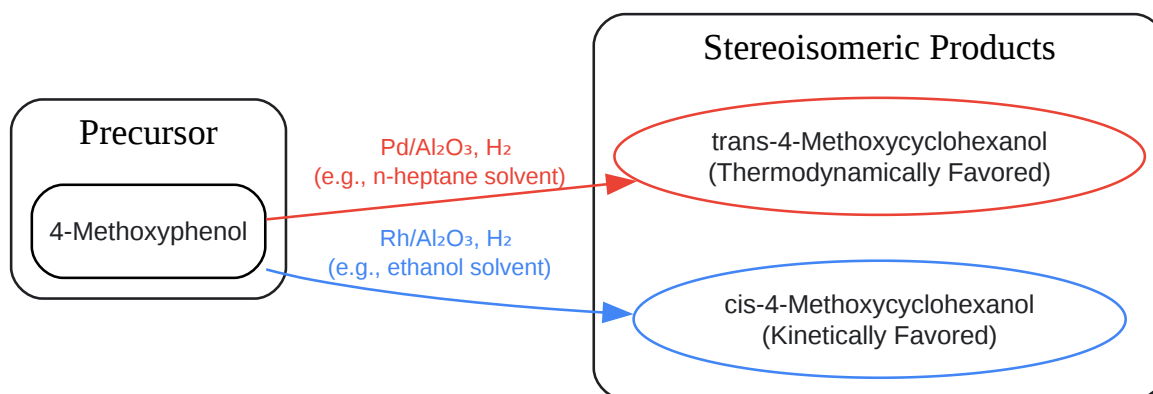 Precursor
4-Methoxyphenol
Pd/Al₂O₃, H₂
(e.g., n-heptane solvent)
Rh/Al₂O₃, H₂
(e.g., ethanol solvent)
Stereoisomeric Products
trans-4-Methoxycyclohexanol
(Thermodynamically Favored)
cis-4-Methoxycyclohexanol
(Kinetically Favored)